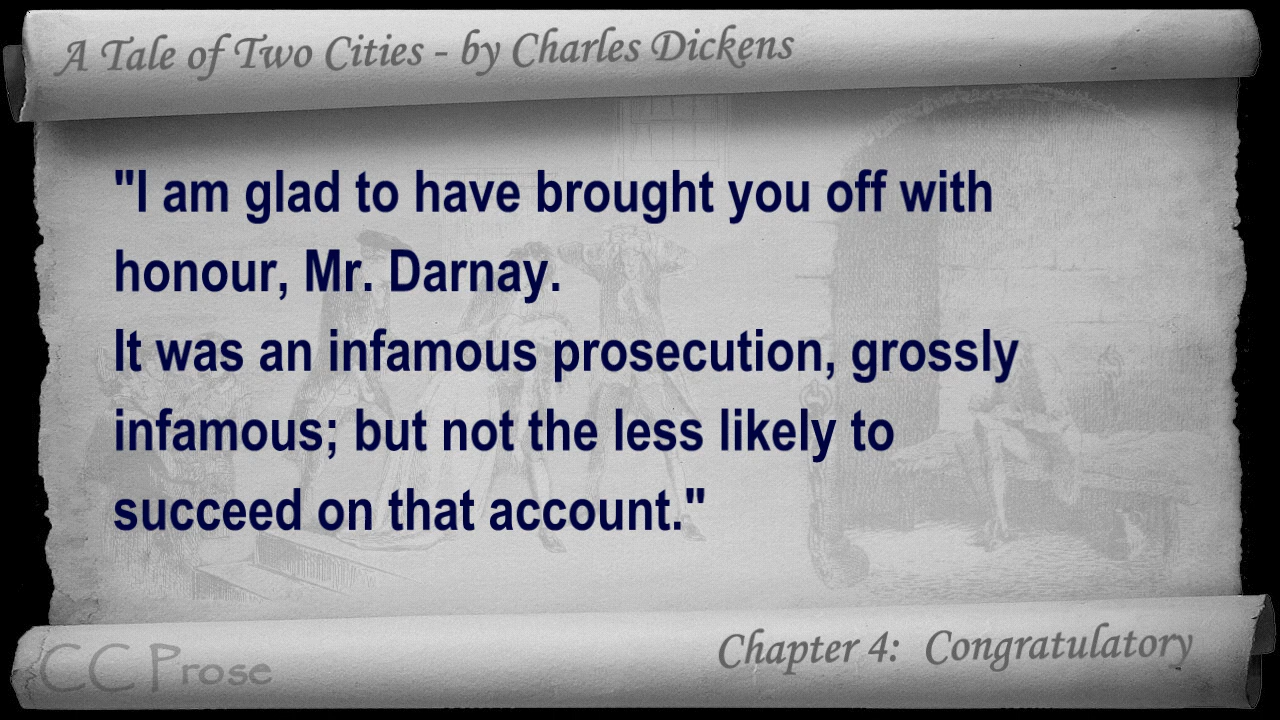 A Tale of Two Cities - by Charles Dickens
"I am glad to have brought you off with
honour, Mr. Darnay.
It was an infamous prosecution, grossly
infamous; but not the less likely to
succeed on that account."
CC Prose
Chapter 4: Congratulatory